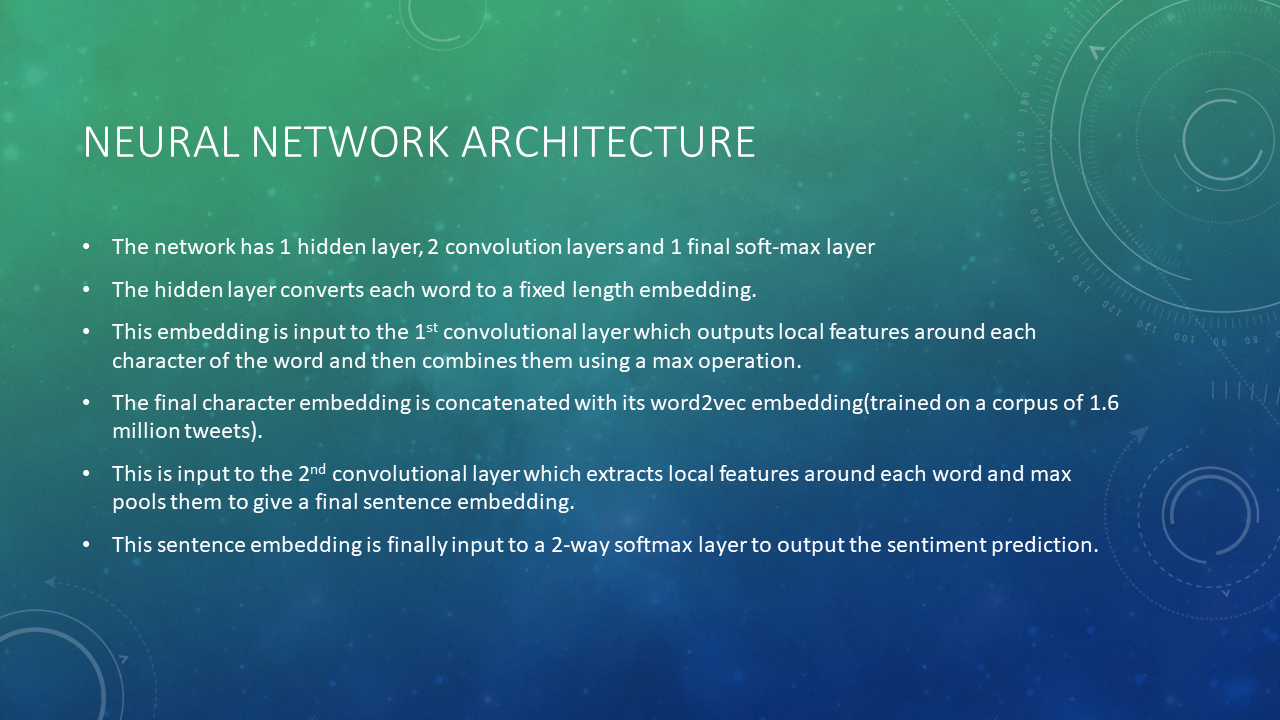 NEURAL NETWORK ARCHITECTURE
• The network has 1 hidden layer, 2 convolution layers and 1 final soft-max layer
• The hidden layer converts each word to a fixed length embedding.
• This embedding is input to the 1st convolutional layer which outputs local features around each
character of the word and then combines them using a max operation.
• The final character embedding is concatenated with its word2vec embedding(trained on a corpus of 1.6
million tweets).
• This is input to the 2nd convolutional layer which extracts local features around each word and max
pools them to give a final sentence embedding.
• This sentence embedding is finally input to a 2-way softmax layer to output the sentiment prediction.